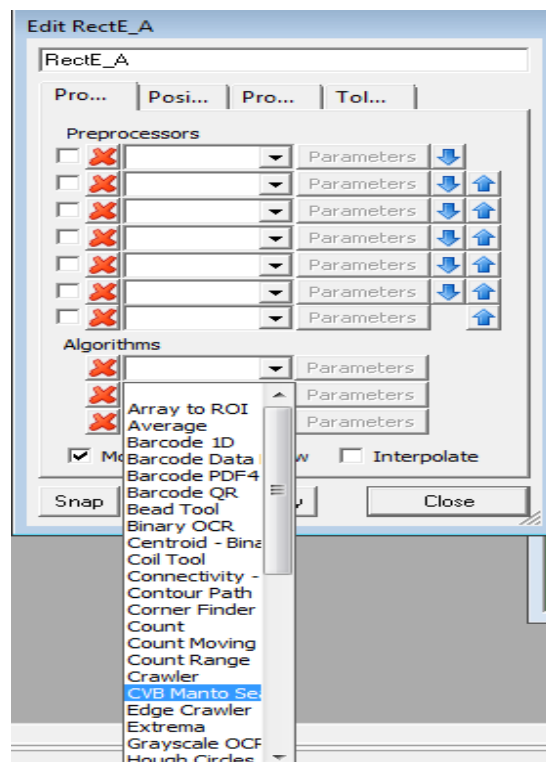 Edit RectE_A
RectE_A
Pro... Posi... Pro... Tol...
Preprocessors
Parameters
Parameters
Parameters
Parameters
Parameters
Parameters
Parameters
Algorithms
Parameters
Parameters
Parameters
Interpolate
Snap Close
Array to ROI
Average
Barcode 1D
Barcode Data
Barcode PDF4
Barcode QR
Bead Tool
Binary OCR
Centroid - Bina
Coil Tool
Connectivity -
Contour Path
Corner Finder
Count
Count Moving
Count Range
Crawler
CVB Manto Sea
Edge Crawler
Extrema
Grayscale OCR
Hough Circles